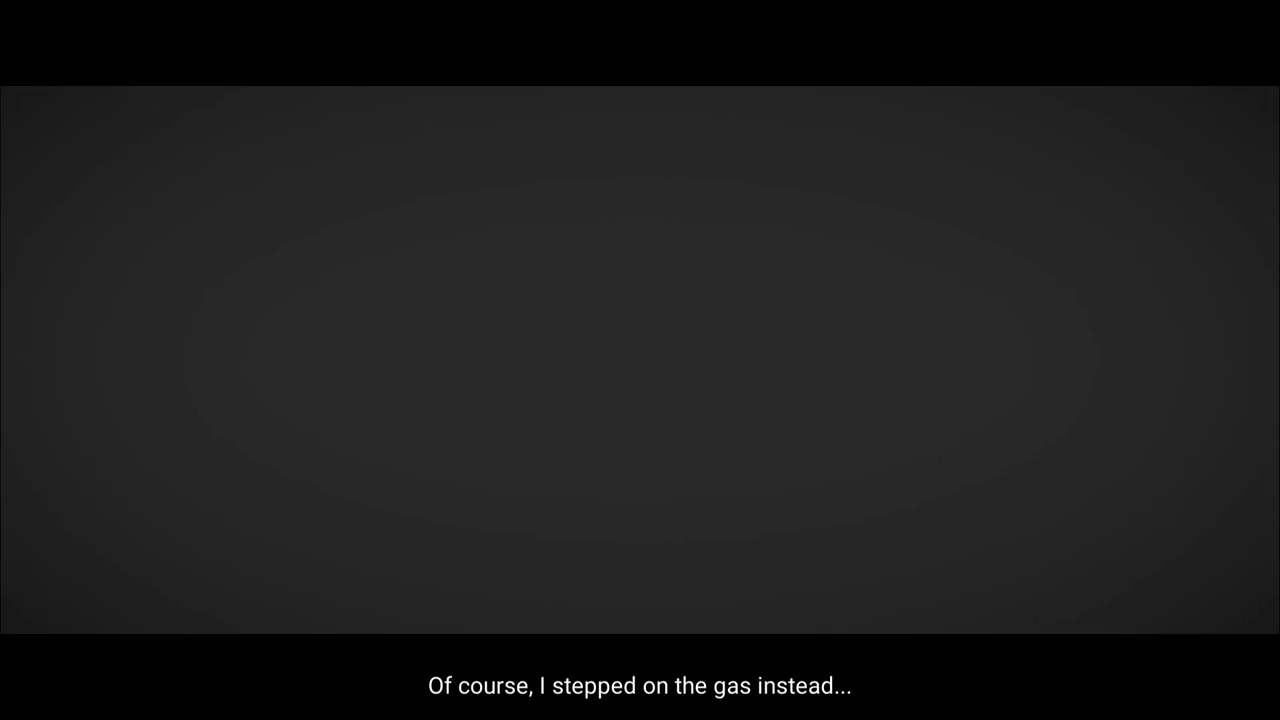 Of course, I stepped on the gas instead...